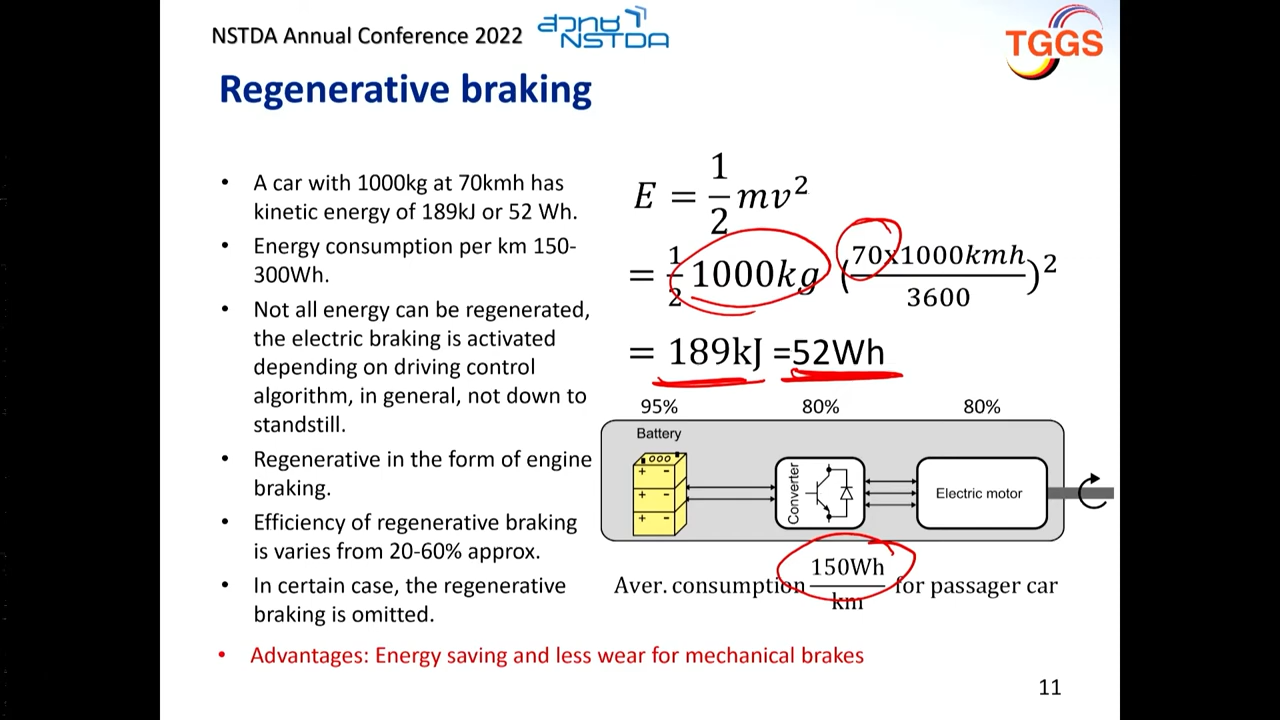 NSTDA Annual Conference 2022
สวทช
NSTDA
TGGS
Regenerative braking
• A car with 1000kg at 70kmh has
kinetic energy of 189kJ or 52 Wh.
• Energy consumption per km 150-
300Wh.
• Not all energy can be regenerated,
the electric braking is activated
depending on driving control
algorithm, in general, not down to
standstill.
• Regenerative in the form of engine
braking.
• Efficiency of regenerative braking
is varies from 20-60% approx.
• In certain case, the regenerative
braking is omitted.
E = 1/2 mv²
= 1/2 1000kg (70x1000kmh/3600)²
= 189kJ =52Wh
95% 80% 80%
Battery
+ -
+ -
+ -
Converter
Electric motor
Aver. consumption 150Wh/km for passager car
• Advantages: Energy saving and less wear for mechanical brakes
11